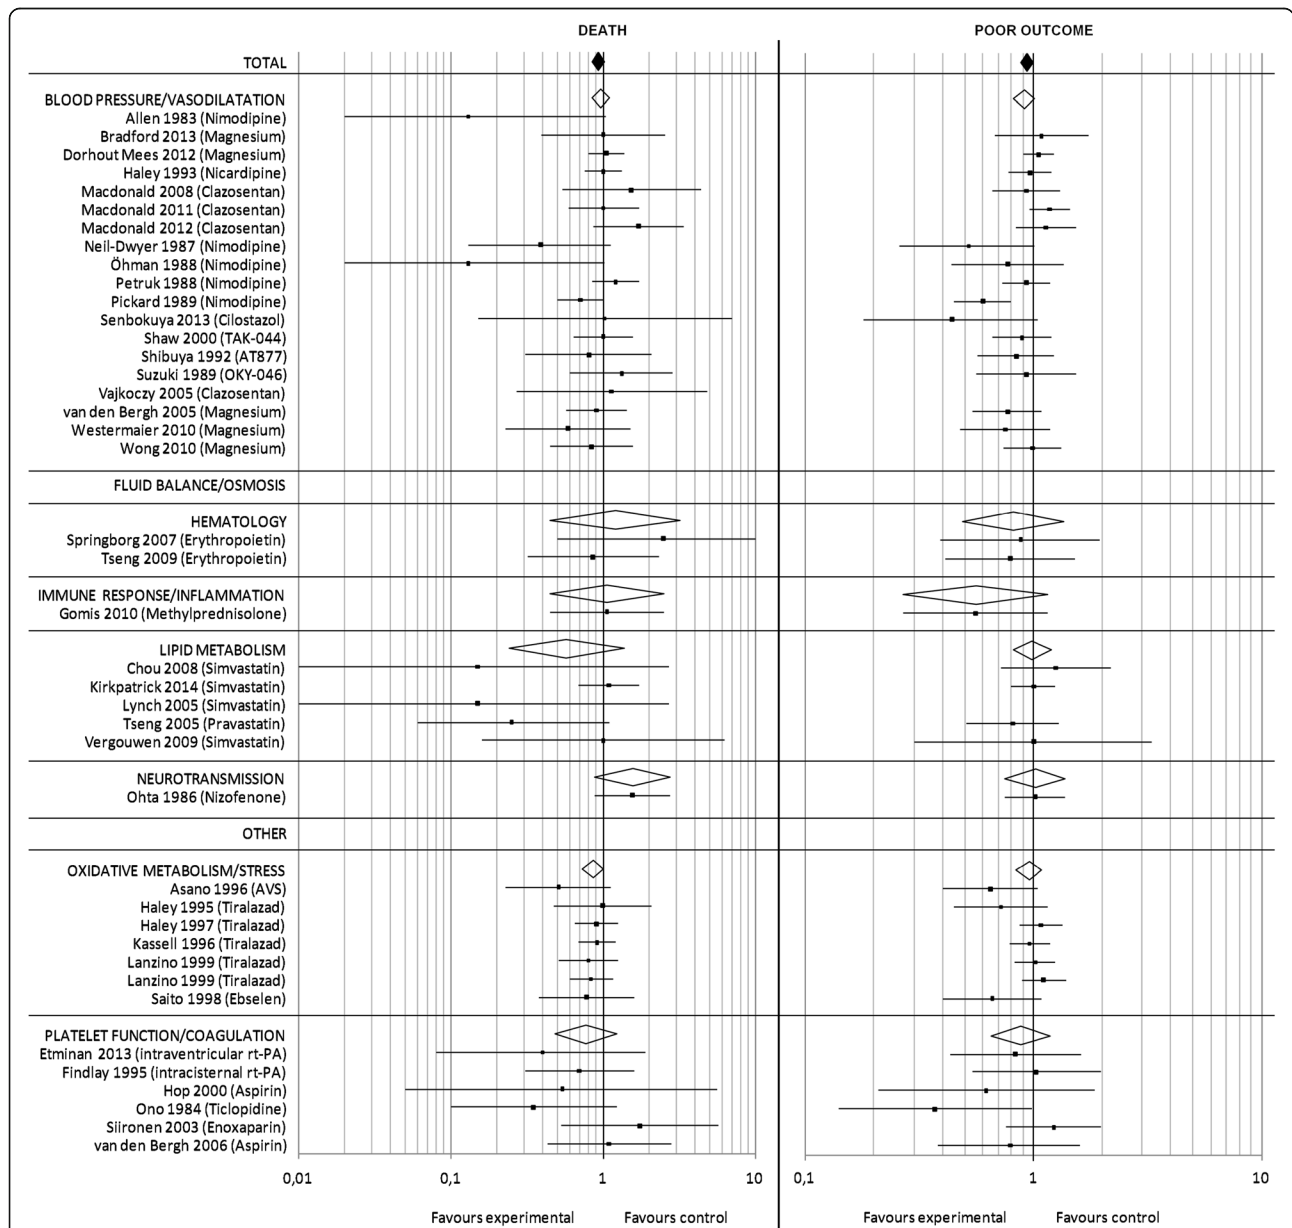 DEATH POOR OUTCOME
TOTAL
BLOOD PRESSURE/VASODILATATION
Allen 1983 (Nimodipine)
Bradford 2013 (Magnesium)
Dorhout Mees 2012 (Magnesium)
Haley 1993 (Nicardipine)
Macdonald 2008 (Clazosentan)
Macdonald 2011 (Clazosentan)
Macdonald 2012 (Clazosentan)
Neil-Dwyer 1987 (Nimodipine)
Öhman 1988 (Nimodipine)
Petruk 1988 (Nimodipine)
Pickard 1989 (Nimodipine)
Senbokuya 2013 (Cilostazol)
Shaw 2000 (TAK-044)
Shibuya 1992 (AT877)
Suzuki 1989 (OKY-046)
Vajkoczy 2005 (Clazosentan)
van den Bergh 2005 (Magnesium)
Westermaier 2010 (Magnesium)
Wong 2010 (Magnesium)
FLUID BALANCE/OSMOSIS
HEMATOLOGY
Springborg 2007 (Erythropoietin)
Tseng 2009 (Erythropoietin)
IMMUNE RESPONSE/INFLAMMATION
Gomis 2010 (Methylprednisolone)
LIPID METABOLISM
Chou 2008 (Simvastatin)
Kirkpatrick 2014 (Simvastatin)
Lynch 2005 (Simvastatin)
Tseng 2005 (Pravastatin)
Vergouwen 2009 (Simvastatin)
NEUROTRANSMISSION
Ohta 1986 (Nizofenone)
OTHER
OXIDATIVE METABOLISM/STRESS
Asano 1996 (AVS)
Haley 1995 (Tiralazad)
Haley 1997 (Tiralazad)
Kassell 1996 (Tiralazad)
Lanzino 1999 (Tiralazad)
Lanzino 1999 (Tiralazad)
Saito 1998 (Ebselen)
PLATELET FUNCTION/COAGULATION
Etminan 2013 (intraventricular rt-PA)
Findlay 1995 (intracisternal rt-PA)
Hop 2000 (Aspirin)
Ono 1984 (Ticlopidine)
Siironen 2003 (Enoxaparin)
van den Bergh 2006 (Aspirin)
0,01 0,1 1 10 0,1 1 10
Favours experimental Favours control Favours experimental Favours control